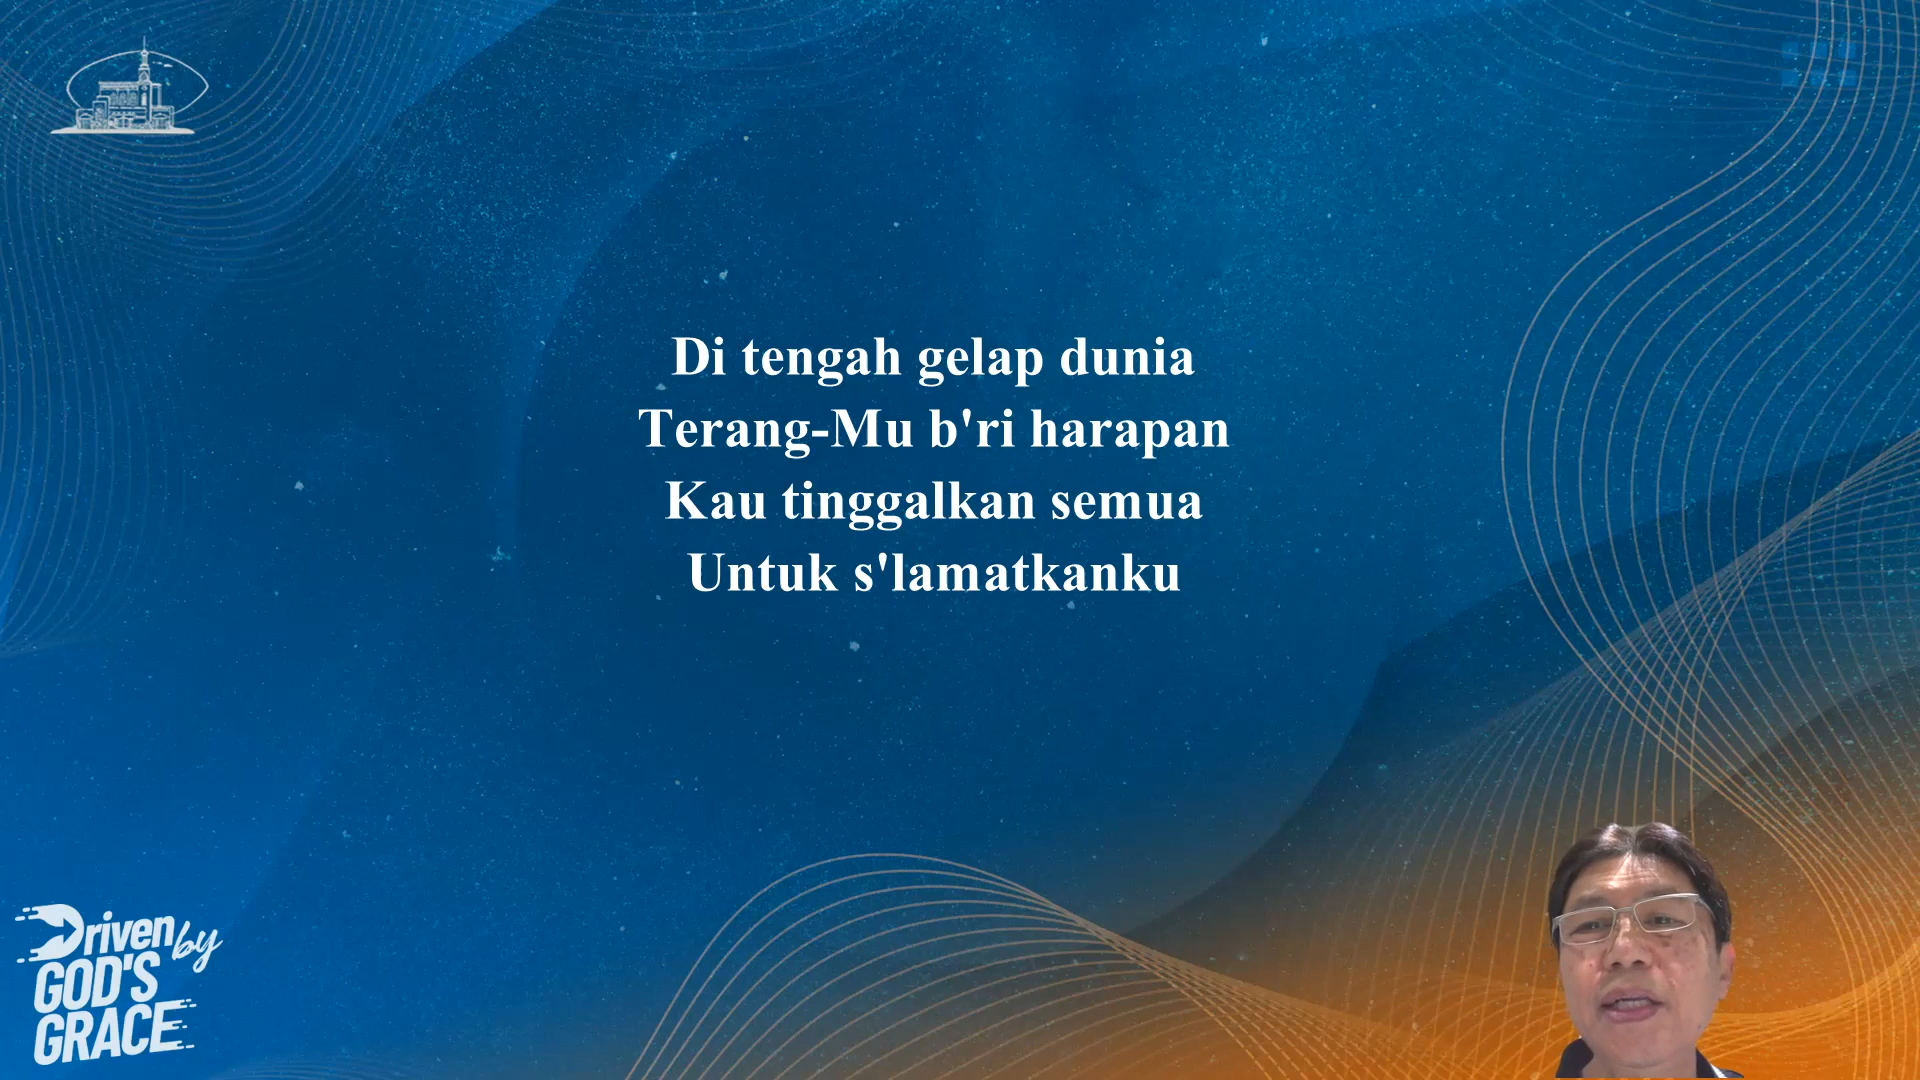 Di tengah gelap dunia
Terang-Mu b'ri harapan
Kau tinggalkan semua
Untuk s'lamatkanku
Driven by
GOD'S
GRACE